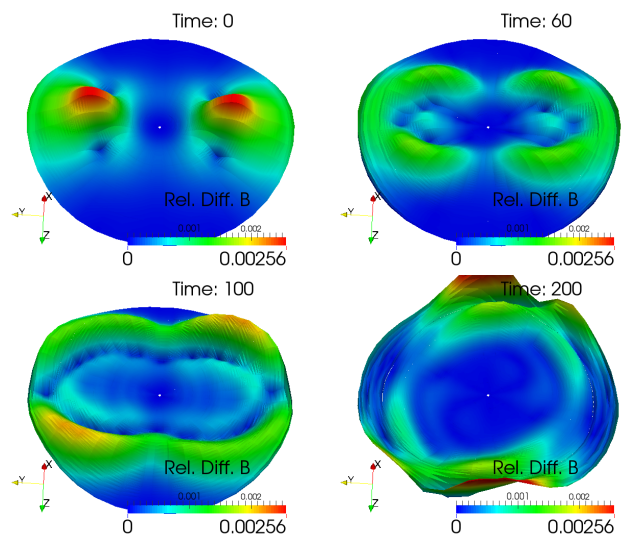 Time: 0
X
Y
Z
Rel. Diff. B
0.001 0.002
0 0.00256
Time: 60
X
Y
Z
Rel. Diff. B
0.001 0.002
0 0.00256
Time: 100
X
Y
Z
Rel. Diff. B
0.001 0.002
0 0.00256
Time: 200
X
Y
Z
Rel. Diff. B
0.001 0.002
0 0.00256